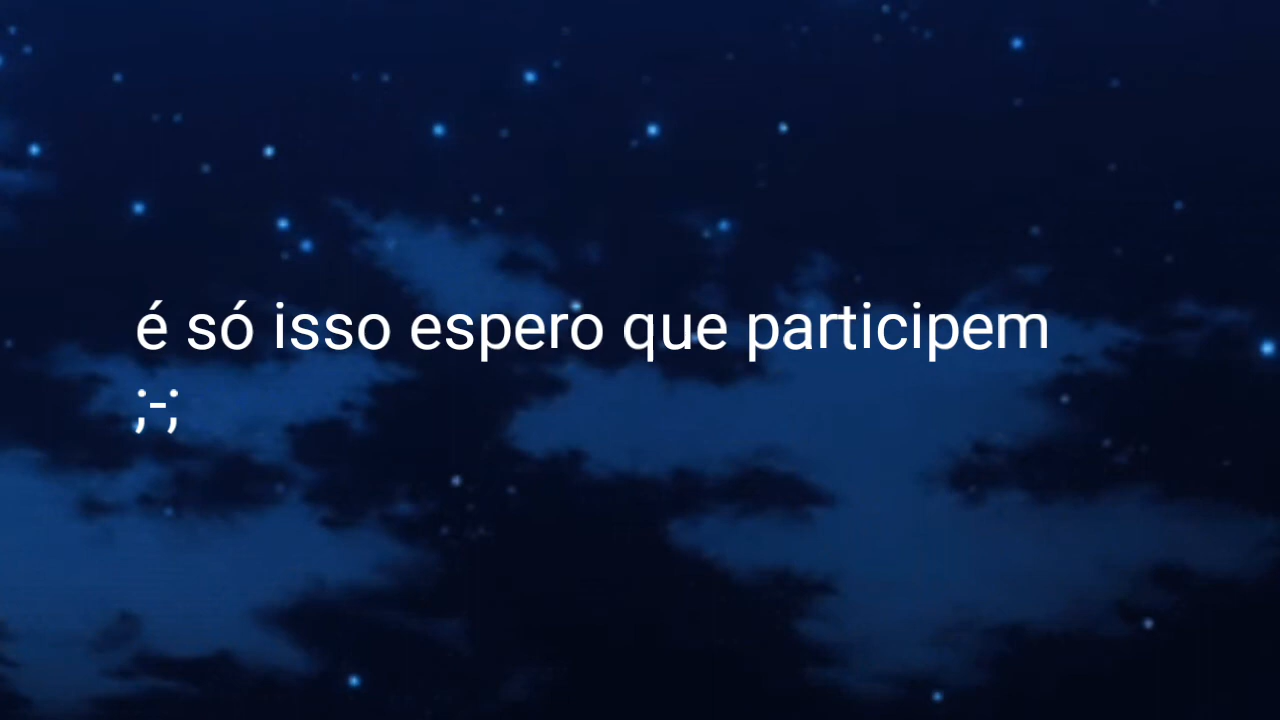 é só isso espero que participem
;-;